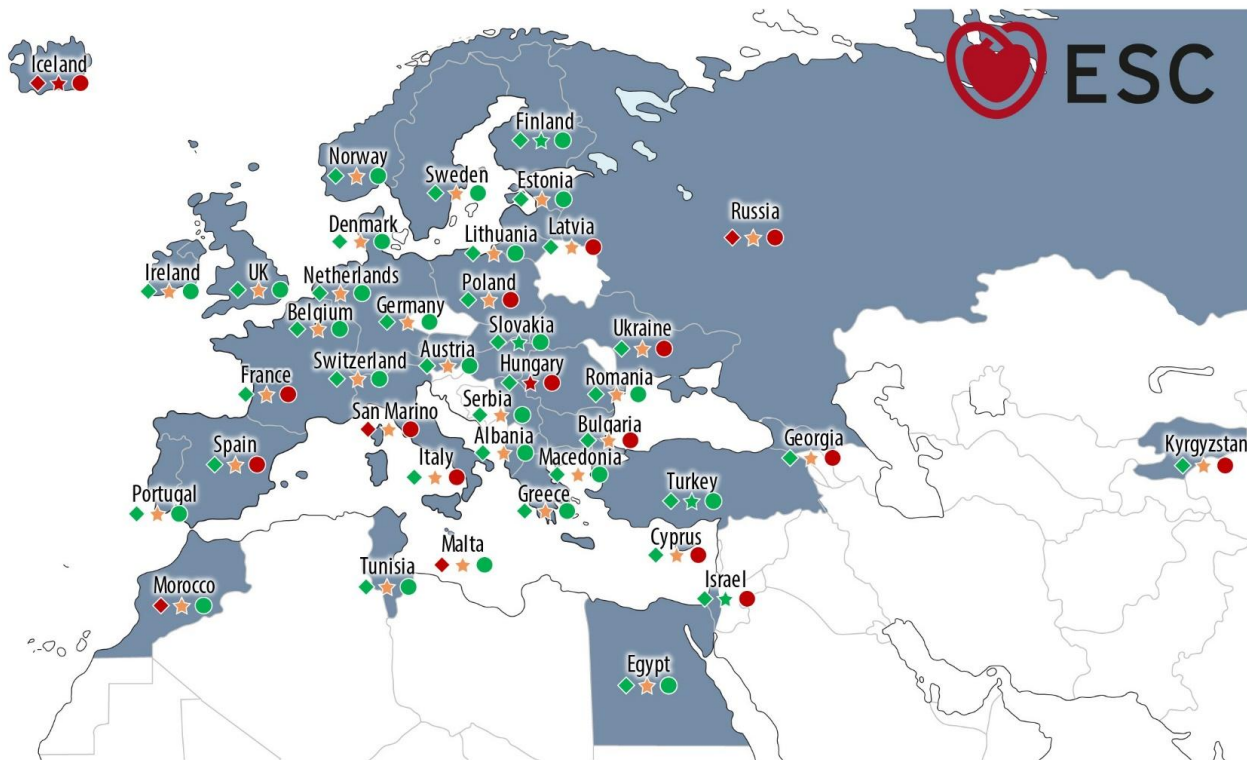 ESC
Iceland
Finland
Norway
Sweden
Estonia
Russia
Denmark
Lithuania
Latvia
Ireland
UK
Netherlands
Poland
Belgium
Germany
Slovakia
Ukraine
Switzerland
Austria
Hungary
France
Romania
Serbia
San Marino
Bulgaria
Albania
Georgia
Kyrgyzstan
Spain
Italy
Macedonia
Turkey
Portugal
Greece
Cyprus
Malta
Tunisia
Israel
Morocco
Egypt